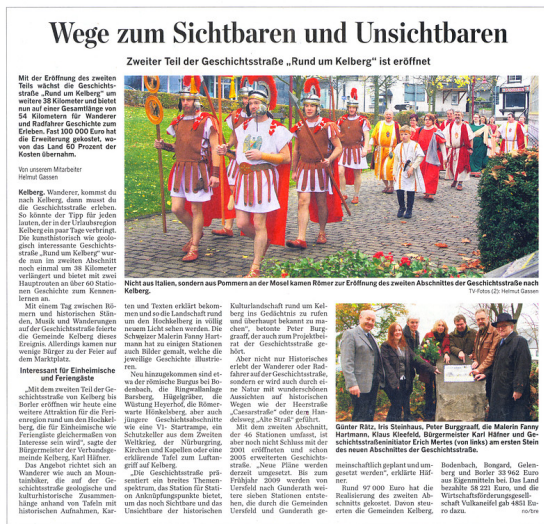 Wege zum Sichtbaren und Unsichtbaren
Zweiter Teil der Geschichtsstraße „Rund um Kelberg“ ist eröffnet
Mit der Eröffnung des zweiten
Teils wächst die Geschichts-
straße „Rund um Kelberg“ um
weitere 38 Kilometer und bietet
nun auf einer Gesamtlänge von
54 Kilometern für Wanderer
und Radfahrer Geschichte zum
Erleben. Fast 100 000 Euro hat
die Erweiterung gekostet, wo-
von das Land 60 Prozent der
Kosten übernahm.
Von unserem Mitarbeiter
Helmut Gassen
Kelberg. Wanderer, kommst du
nach Kelberg, dann musst du
die Geschichtsstraße erleben.
So könnte der Tipp für jeden
lauten, der in der Urlaubsregion
Kelberg ein paar Tage verbringt.
Die kunsthistorisch wie geolo-
gisch interessante Geschichts-
straße „Rund um Kelberg“ wur-
de nun im zweiten Abschnitt
noch einmal um 38 Kilometer
verlängert und bietet mit zwei
Hauptrouten an über 60 Statio-
nen Geschichte zum Kennen-
lernen an.
Mit einem Tag zwischen Rö-
mern und historischen Stän-
den, Musik und Wanderungen
auf der Geschichtsstraße feierte
die Gemeinde Kelberg dieses
Ereignis. Allerdings kamen nur
wenige Bürger zu der Feier auf
dem Marktplatz.
Interessant für Einheimische
und Feriengäste
„Mit dem zweiten Teil der Ge-
schichtsstraße von Kelberg bis
Borler eröffnen wir heute eine
weitere Attraktion für die Feri-
enregion rund um den Hochkel-
berg, die für Einheimische wie
Feriengäste gleichermaßen von
Interesse sein wird“, sagte der
Bürgermeister der Verbandsge-
meinde Kelberg, Karl Häfner.
Das Angebot richtet sich an
Wanderer wie auch an Moun-
tainbiker, die auf der Ge-
schichtsstraße geologische und
kulturhistorische Zusammen-
hänge anhand von Tafeln mit
historischen Aufnahmen, Kar-
Nicht aus Italien, sondern aus Pommern an der Mosel kamen Römer zur Eröffnung des zweiten Abschnittes der Geschichtsstraße nach
Kelberg.
TV-Fotos (2): Helmut Gassen
ten und Texten erklärt bekom-
men und so die Landschaft rund
um den Hochkelberg in völlig
neuem Licht sehen werden. Die
Schweizer Malerin Fanny Hart-
mann hat zu einigen Stationen
auch Bilder gemalt, welche die
jeweilige Geschichte illustrie-
ren.
Neu hinzugekommen sind et-
wa der römische Burgus bei Bo-
denbach, die Ringwallanlage
Barsberg, Hügelgräber, die
Wüstung Heyerhof, die Römer-
warte Hönkelsberg, aber auch
jüngere Geschichtsabschnitte
wie eine V1- Startrampe, ein
Schutzkeller aus dem Zweiten
Weltkrieg, der Nürburgring,
Kirchen und Kapellen oder eine
erklärende Tafel zum Luftan-
griff auf Kelberg.
„Die Geschichtsstraße prä-
sentiert ein breites Themen-
spektrum, das Station für Stati-
on Anknüpfungspunkte bietet,
um das noch Sichtbare und das
Unsichtbare der historischen
Kulturlandschaft rund um Kel-
berg ins Gedächtnis zu rufen
und überhaupt bekannt zu ma-
chen“, betonte Peter Burg-
graaff, der auch zum Projektbei-
rat der Geschichtsstraße ge-
hört.
Aber nicht nur Historisches
erlebt der Wanderer oder Rad-
fahrer auf der Geschichtsstraße,
sondern er wird auch durch ei-
ne Natur mit wunderschönen
Aussichten auf historischen
Wegen wie der Heerstraße
„Caesarstraße“ oder dem Han-
delsweg „Alte Straß“ geführt.
Mit dem zweiten Abschnitt,
der 46 Stationen umfasst, ist
aber noch nicht Schluss mit der
2001 eröffneten und schon
2005 erweiterten Geschichts-
straße. „Neue Pläne werden
derzeit umgesetzt. Bis zum
Frühjahr 2009 werden von
Uersfeld nach Gunderath wei-
tere sieben Stationen entste-
hen, die durch die Gemeinden
Uersfeld und Gunderath ge-
Günter Rätz, Iris Steinhaus, Peter Burggraaff, die Malerin Fanny
Hartmann, Klaus Kleefeld, Bürgermeister Karl Häfner und Ge-
schichtsstraßeninitiator Erich Mertes (von links) am ersten Stein
des neuen Abschnittes der Geschichtsstraße.
meinschaftlich geplant und um-
gesetzt werden“, erklärte Häf-
ner.
Rund 97 000 Euro hat die
Realisierung des zweiten Ab-
schnitts gekostet. Davon steu-
erten die Gemeinden Kelberg,
Bodenbach, Bongard, Gelen-
berg und Borler 33 962 Euro
aus Eigenmitteln bei. Das Land
bezahlt 58 221 Euro, und die
Wirtschaftsförderungsgesell-
schaft Vulkaneifel gab 4851 Eu-
ro dazu.
no/bre